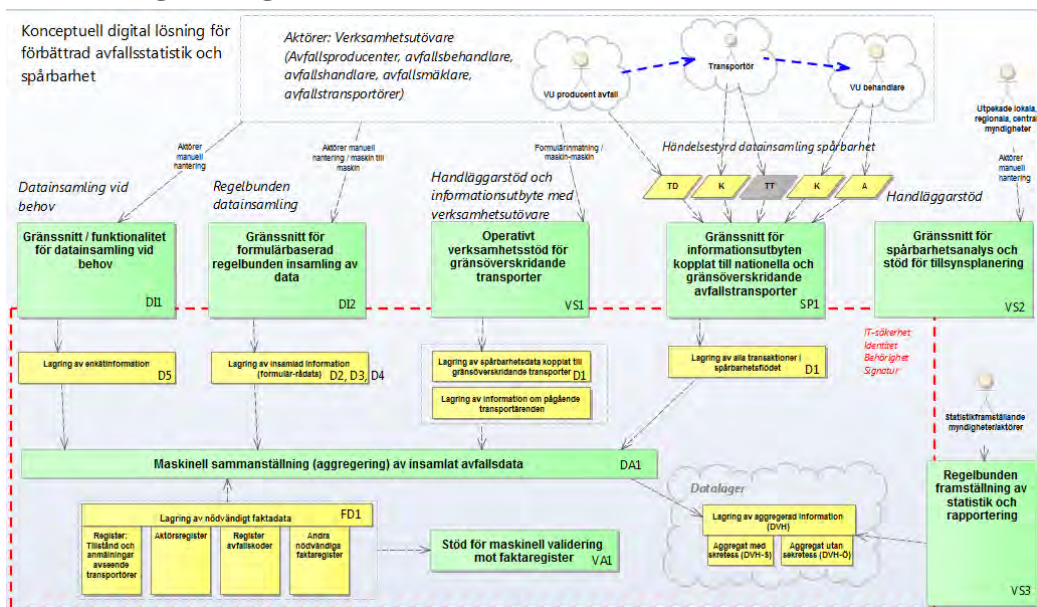 Konceptuell digital lösning för
förbättrad avfallsstatistik och
spårbarhet
Aktörer: Verksamhetsutövare
(Avfallsproducenter, avfallsbehandlare,
avfallshandlare, avfallsmäklare,
avfallstransportörer)
VU producent avfall
Transportör
VU behandlare
Utpekade lokala,
regionala, central
myndigheter
Aktörer
manuell
hantering
Aktörer manuell
hantering / maskin till
maskin
Formulärinmatning /
maskin-maskin
Händelsestyrd datainsamling spårbarhet
Aktörer
manuell
hantering
Datainsamling vid
behov
Regelbunden
datainsamling
Handläggarstöd och
informationsutbyte med
verksamhetsutövare
TD
K
TT
K
A
Handläggarstöd
Gränssnitt / funktionalitet
för datainsamling vid
behov
DI1
Gränssnitt för
formulärbaserad
regelbunden insamling av
data
DI2
Operativt
verksamhetsstöd för
gränsöverskridande
transporter
VS1
Gränssnitt för
informationsutbyten
kopplat till nationella och
gränsöverskridande
avfallstransporter
SP1
Gränssnitt för
spårbarhetsanalys och
stöd för tillsynsplanering
VS2
IT-säkerhet
Identitet
Behörighet
Signatur
Lagring av enkätinformation
D5
Lagring av insamlad information
(formulär-rådata)
D2, D3, D4
Lagring av spårbarhetsdata kopplat till
gränsöverskridande transporter
D1
Lagring av information om pågående
transportärenden
Lagring av alla transaktioner i
spårbarhetsflödet
D1
Statistikframställande
myndigheter/aktörer
Maskinell sammanställning (aggregering) av insamlat avfallsdata
DA1
Regelbunden
framställning av
statistik och
rapportering
VS3
Datalager
Lagring av aggregerad information
(DVH)
Aggregat med
sekretess (DVH-S)
Aggregat utan
sekretess (DVH-Ö)
Lagring av nödvändigt faktadata
FD1
Register:
Tillstånd och
anmälningar
avseende
transportörer
Aktörsregister
Register
avfallskoder
Andra
nödvändiga
faktaregister
Stöd för maskinell validering
mot faktaregister
VA1